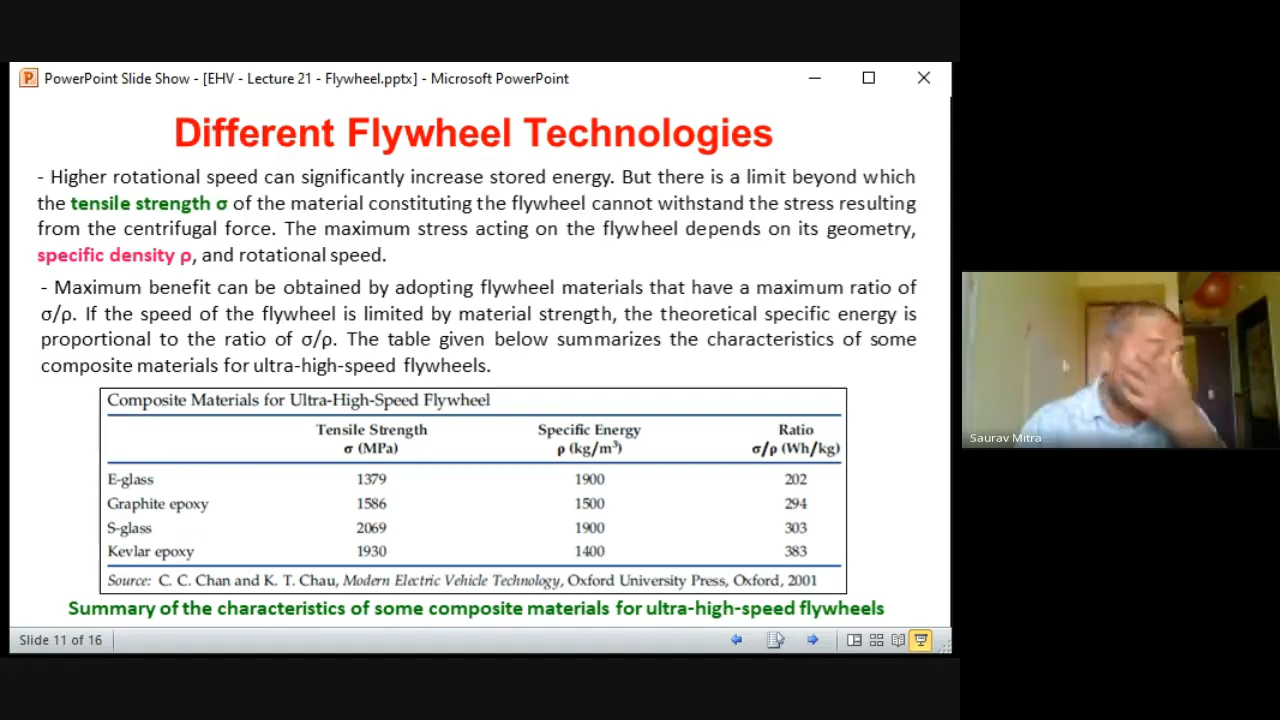 PowerPoint Slide Show - [EHV - Lecture 21 - Flywheel.pptx] - Microsoft PowerPoint
Different Flywheel Technologies
- Higher rotational speed can significantly increase stored energy. But there is a limit beyond which
the tensile strength σ of the material constituting the flywheel cannot withstand the stress resulting
from the centrifugal force. The maximum stress acting on the flywheel depends on its geometry,
specific density ρ, and rotational speed.
- Maximum benefit can be obtained by adopting flywheel materials that have a maximum ratio of
σ/ρ. If the speed of the flywheel is limited by material strength, the theoretical specific energy is
proportional to the ratio of σ/ρ. The table given below summarizes the characteristics of some
composite materials for ultra-high-speed flywheels.
Composite Materials for Ultra-High-Speed Flywheel
Tensile Strength Specific Energy Ratio
σ (MPa) ρ (kg/m³) σ/ρ (Wh/kg)
E-glass 1379 1900 202
Graphite epoxy 1586 1500 294
S-glass 2069 1900 303
Kevlar epoxy 1930 1400 383
Source: C. C. Chan and K. T. Chau, Modern Electric Vehicle Technology, Oxford University Press, Oxford, 2001
Summary of the characteristics of some composite materials for ultra-high-speed flywheels
Slide 11 of 16
Saurav Mitra